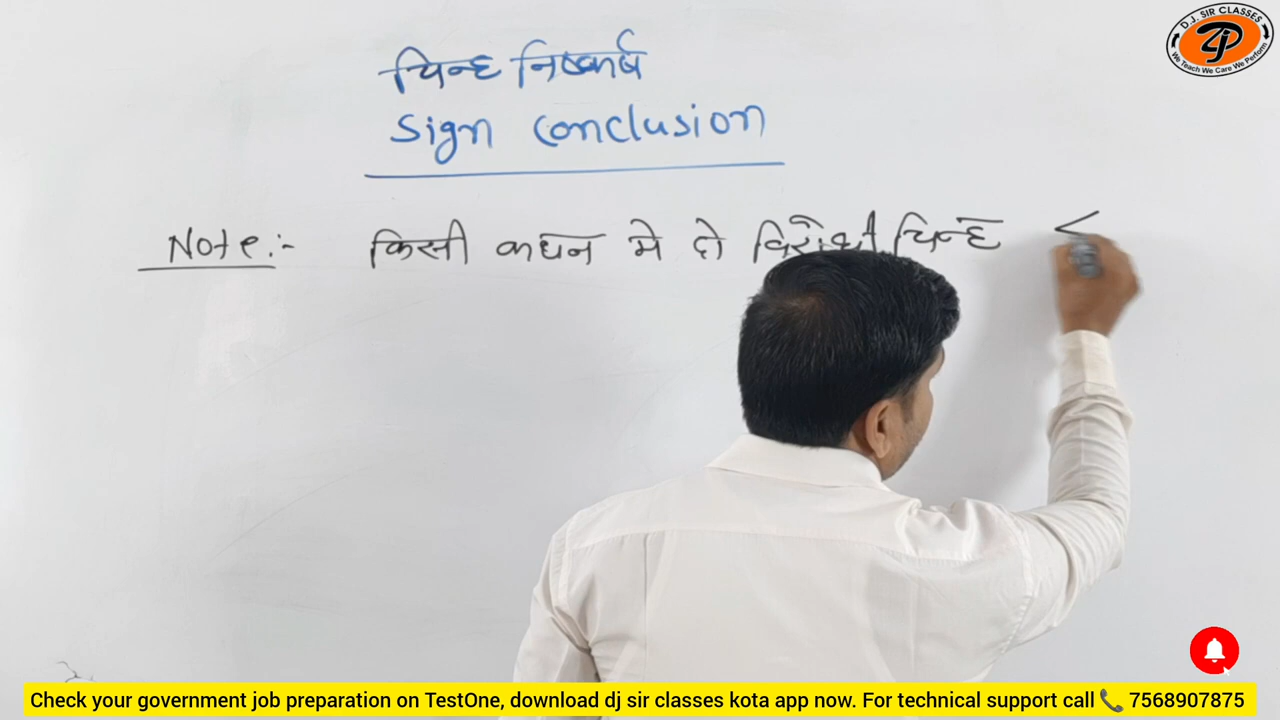 D.J. SIR CLASSES
DJ
We Teach We Care We Perform
चिन्ह निष्कर्ष
Sign Conclusion
Note:- किसी कथन मे दो विरोधी चिन्ह <
Check your government job preparation on TestOne, download dj sir classes kota app now. For technical support call 📞 7568907875